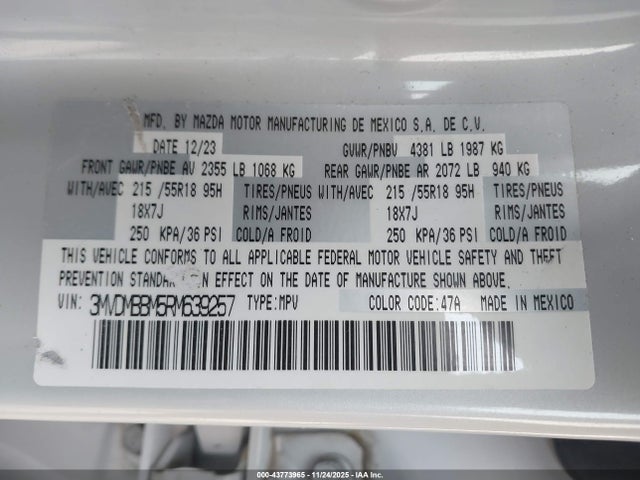 MFD. BY MAZDA MOTOR MANUFACTURING DE MEXICO S.A. DE C.V.
DATE 12/23 GVWR/PNBV 4381 LB 1987 KG
FRONT GAWR/PNBE AV 2355 LB 1068 KG REAR GAWR/PNBE AR 2072 LB 940 KG
WITH/AVEC 215 /55R18 95H TIRES/PNEUS WITH/AVEC 215 /55R18 95H TIRES/PNEUS
18X7J RIMS/JANTES 18X7J RIMS/JANTES
250 KPA/36 PSI COLD/A FROID 250 KPA/36 PSI COLD/A FROID
THIS VEHICLE CONFORMS TO ALL APPLICABLE FEDERAL MOTOR VEHICLE SAFETY AND THEFT
PREVENTION STANDAR IN EFFECT ON THE DATE OF MANUFACTURE SHOWN ABOVE.
VIN: 3MVDMBBM5RM639257 TYPE:MPV COLOR CODE:47A MADE IN MEXICO
000-43773965 - 11/24/2025 - IAA Inc.